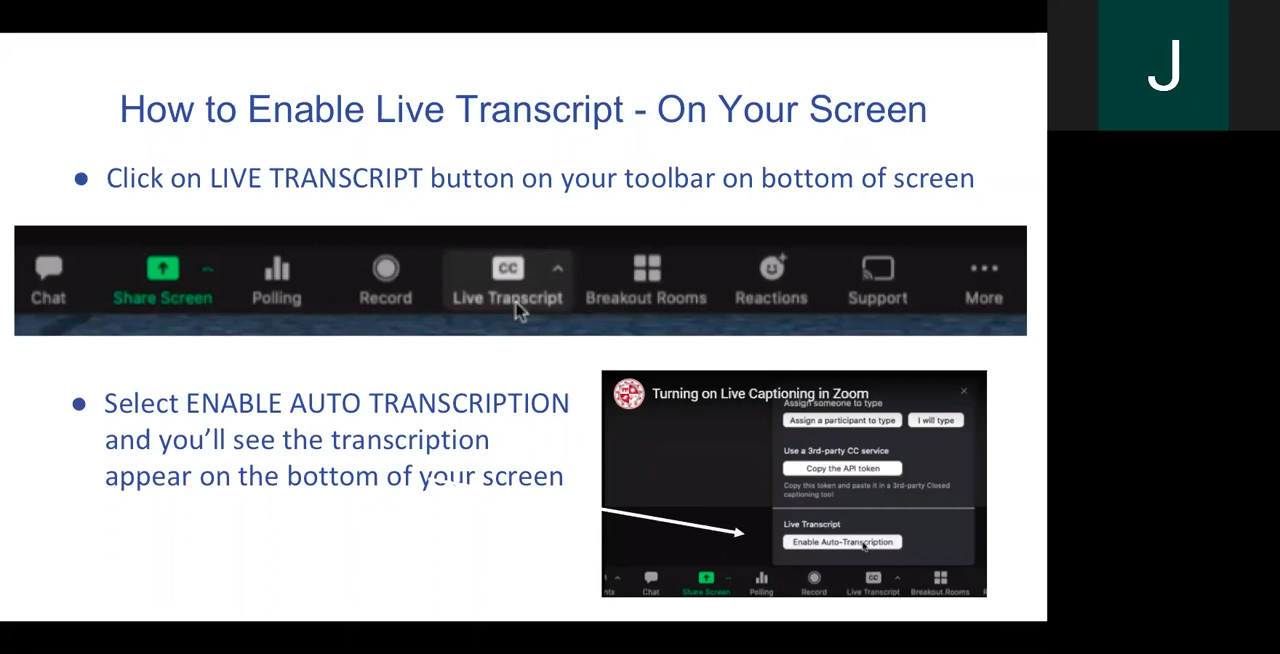 J
How to Enable Live Transcript - On Your Screen
● Click on LIVE TRANSCRIPT button on your toolbar on bottom of screen
Chat Share Screen Polling Record CC Live Transcript Breakout Rooms Reactions Support More
● Select ENABLE AUTO TRANSCRIPTION
and you'll see the transcription
appear on the bottom of your screen
Turning on Live Captioning in Zoom
Assign someone to type
Assign a participant to type I will type
Use a 3rd-party CC service
Copy the API token
Copy this token and paste it in a 3rd-party Closed
captioning tool
Live Transcript
Enable Auto-Transcription
Chat Share Screen Polling Record CC Live Transcript Breakout Rooms